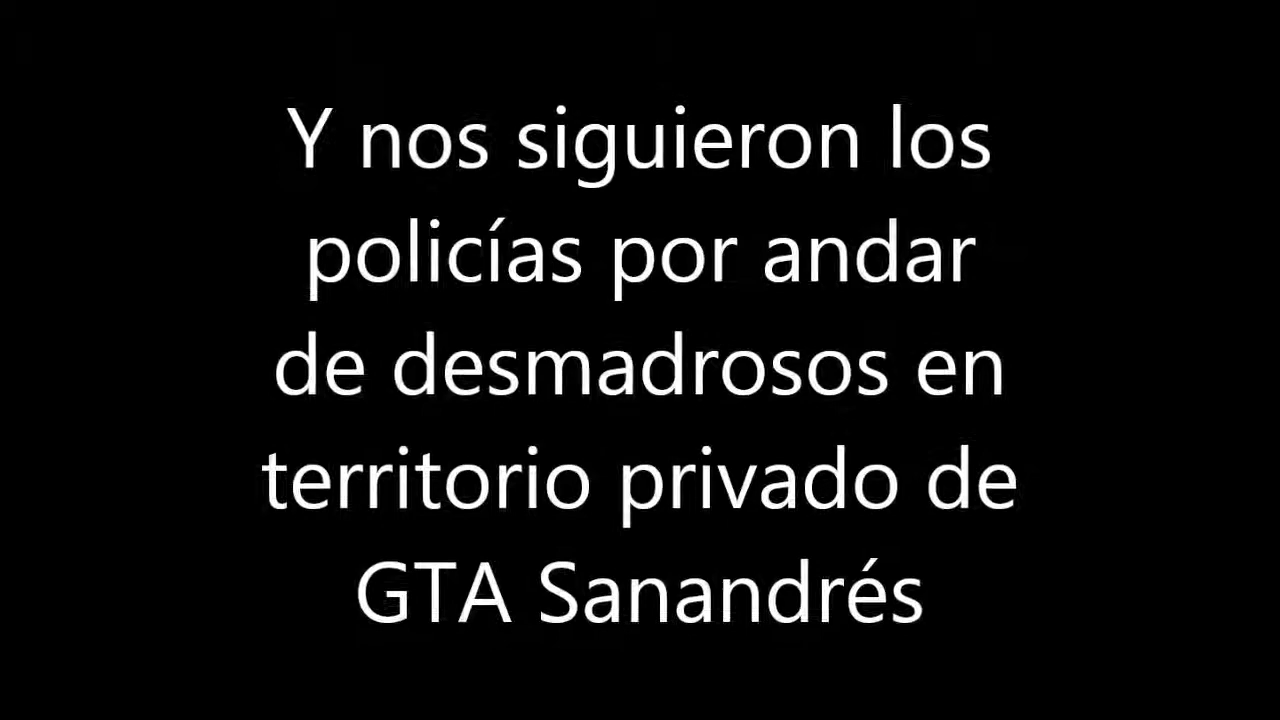 Y nos siguieron los
policías por andar
de desmadrosos en
territorio privado de
GTA Sanandrés